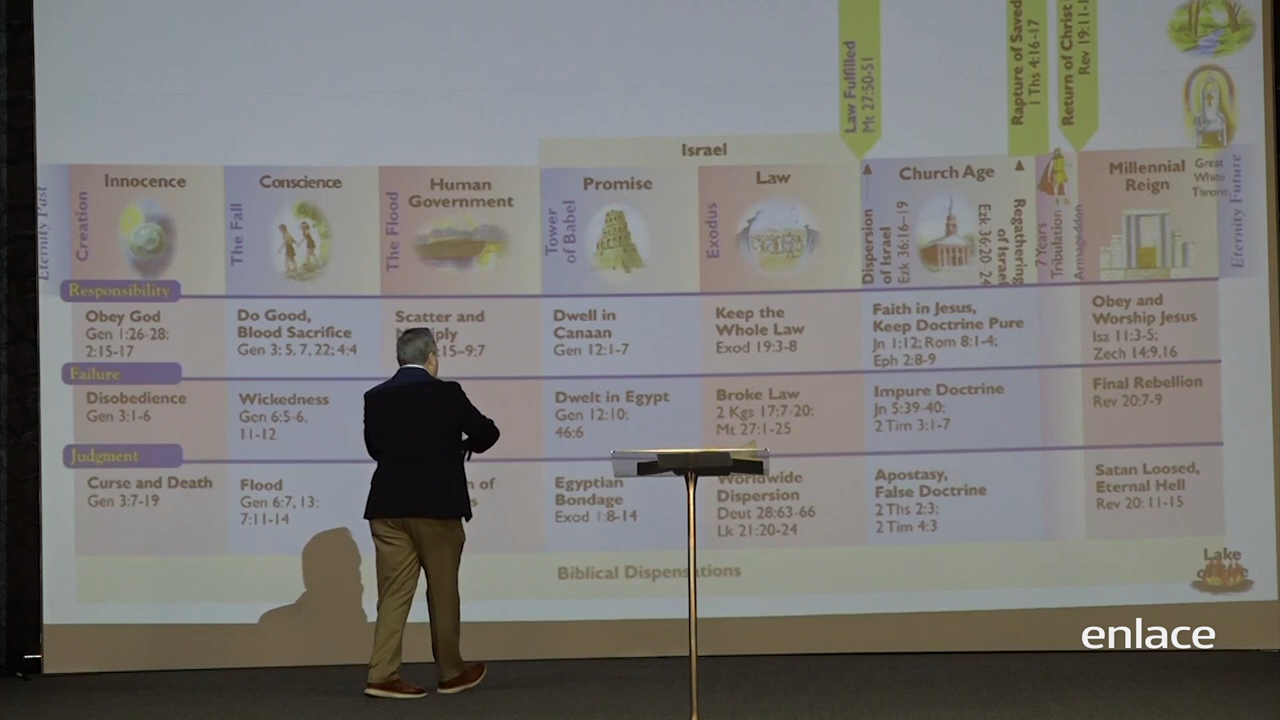 Law Fulfilled
Mt 27:50-51
Rapture of Saved
1 Ths 4:16-17
Return of Christ
Rev 19:11-1
Israel
Eternity Past
Creation
Innocence
The Fall
Conscience
The Flood
Human
Government
Tower
of Babel
Promise
Exodus
Law
Dispersion
of Israel
Ezk 36:16-19
Church Age
Regathering
of Israel
Ezk 36:20-24
7 Years
Tribulation
Armageddon
Millennial
Reign
Great
White
Throne
Eternity Future
Responsibility
Obey God
Gen 1:26-28;
2:15-17
Do Good,
Blood Sacrifice
Gen 3:5, 7, 22; 4:4
Scatter and
:15-9:7
Dwell in
Canaan
Gen 12:1-7
Keep the
Whole Law
Exod 19:3-8
Faith in Jesus,
Keep Doctrine Pure
Jn 1:12; Rom 8:1-4;
Eph 2:8-9
Obey and
Worship Jesus
Isa 11:3-5;
Zech 14:9,16
Failure
Disobedience
Gen 3:1-6
Wickedness
Gen 6:5-6,
11-12
Dwelt in Egypt
Gen 12:10;
46:6
Broke Law
2 Kgs 17:7-20;
Mt 27:1-25
Impure Doctrine
Jn 5:39-40;
2 Tim 3:1-7
Final Rebellion
Rev 20:7-9
Judgment
Curse and Death
Gen 3:7-19
Flood
Gen 6:7, 13;
7:11-14
of
Egyptian
Bondage
Exod 1:8-14
Worldwide
Dispersion
Deut 28:63-66
Lk 21:20-24
Apostasy,
False Doctrine
2 Ths 2:3;
2 Tim 4:3
Satan Loosed,
Eternal Hell
Rev 20:11-15
Biblical Dispensations
Lake
enlace